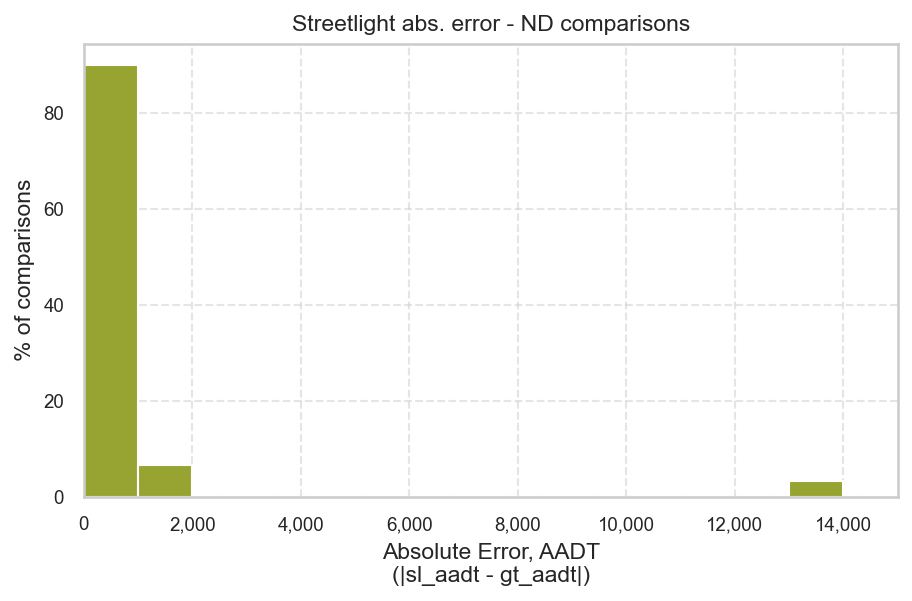 Streetlight abs. error - ND comparisons
% of comparisons
80
60
40
20
0
0 2,000 4,000 6,000 8,000 10,000 12,000 14,000
Absolute Error, AADT
(|sl_aadt - gt_aadt|)